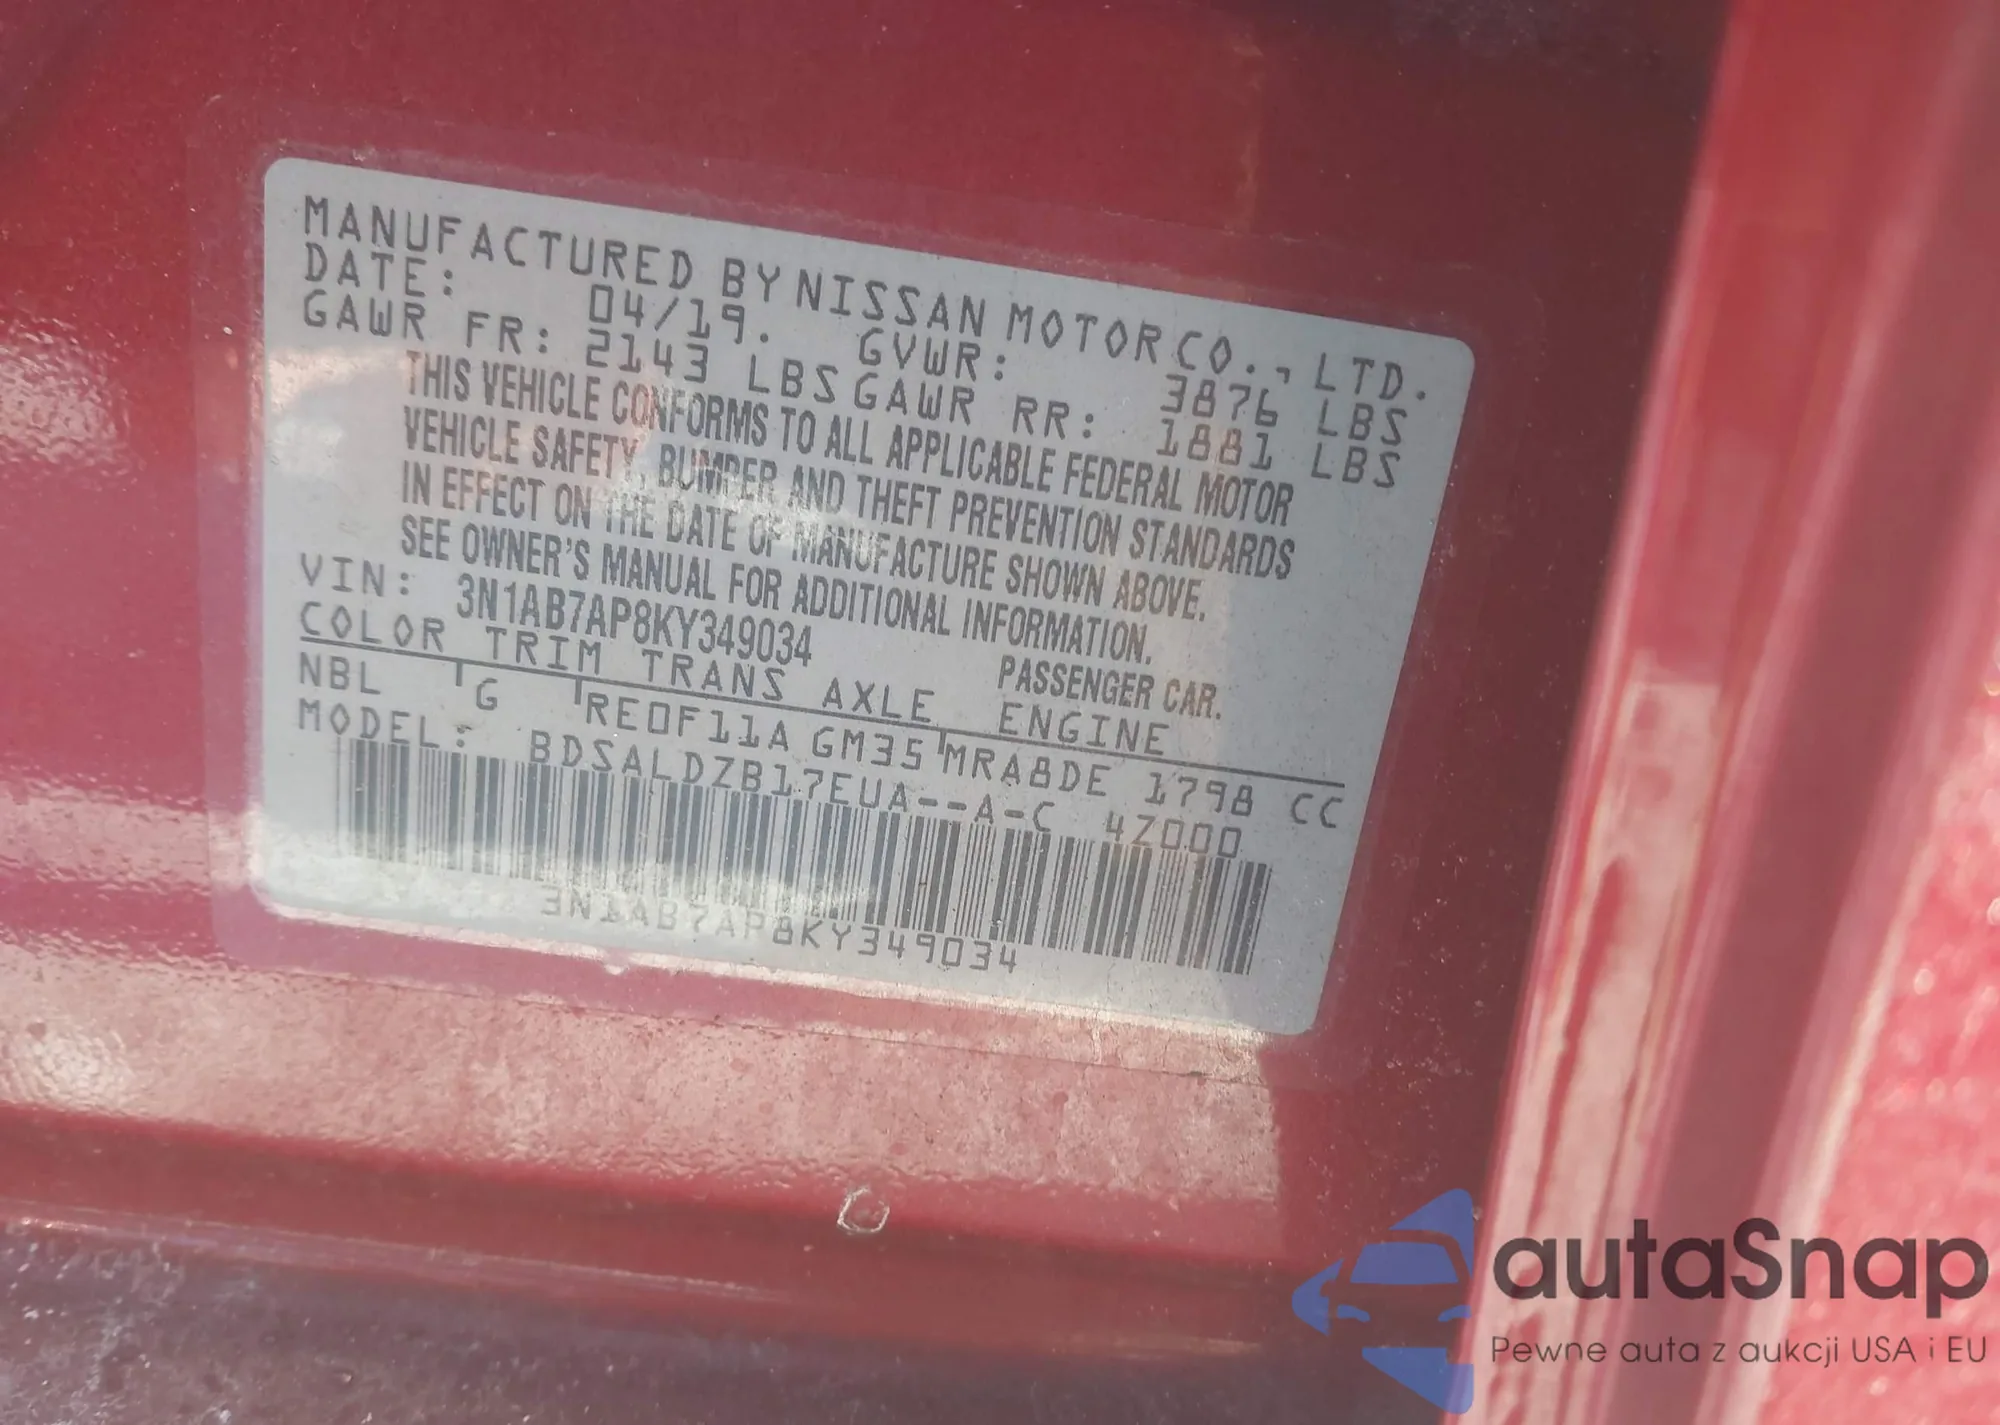 MANUFACTURED BY NISSAN MOTOR CO., LTD.
DATE: 04/19. GVWR: 3876 LBS
GAWR FR: 2143 LBS GAWR RR: 1881 LBS
THIS VEHICLE CONFORMS TO ALL APPLICABLE FEDERAL MOTOR
VEHICLE SAFETY, BUMPER AND THEFT PREVENTION STANDARDS
IN EFFECT ON THE DATE OF MANUFACTURE SHOWN ABOVE.
SEE OWNER'S MANUAL FOR ADDITIONAL INFORMATION.
VIN: 3N1AB7AP8KY349034 PASSENGER CAR.
COLOR TRIM TRANS AXLE ENGINE
NBL G RE0F11A GM35 MRA8DE 1798 CC
MODEL: BDSALDZB17EUA--A-C 4Z000
3N1AB7AP8KY349034
autaSnap
Pewne auta z aukcji USA i EU